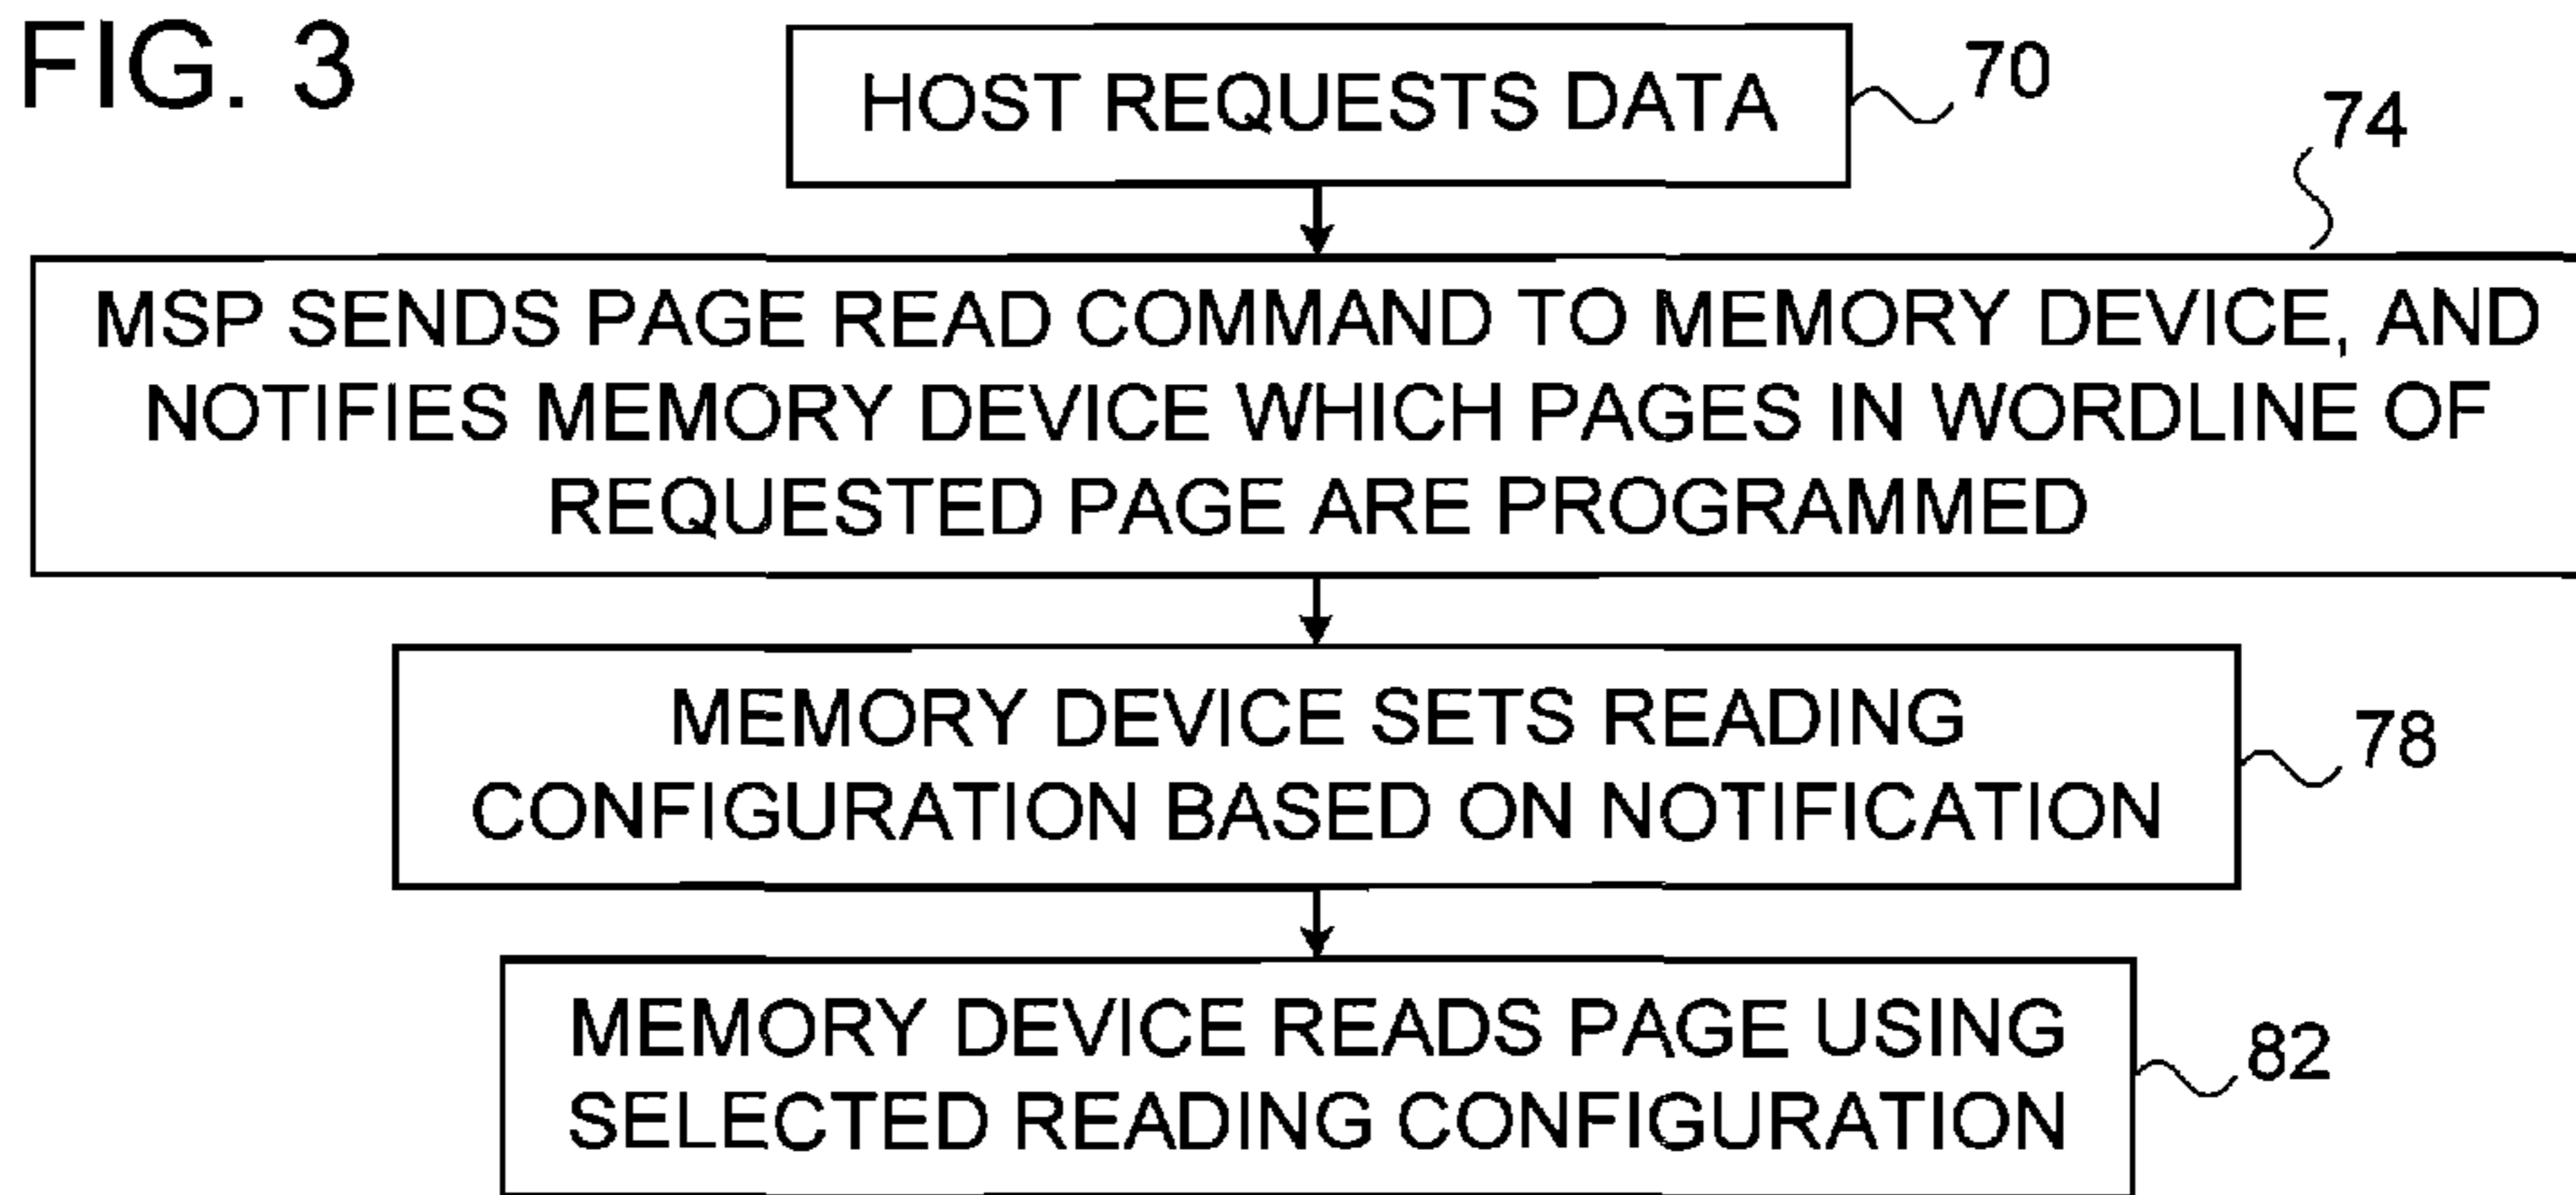 FIG. 3
HOST REQUESTS DATA
70
74
MSP SENDS PAGE READ COMMAND TO MEMORY DEVICE, AND
NOTIFIES MEMORY DEVICE WHICH PAGES IN WORDLINE OF
REQUESTED PAGE ARE PROGRAMMED
MEMORY DEVICE SETS READING
CONFIGURATION BASED ON NOTIFICATION
78
MEMORY DEVICE READS PAGE USING
SELECTED READING CONFIGURATION
82